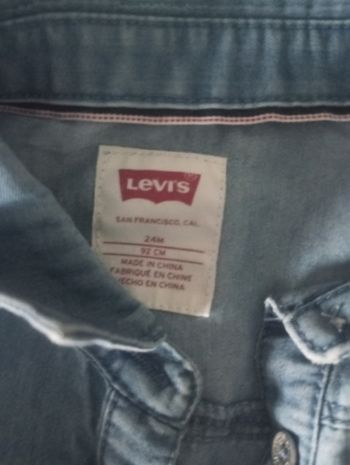 LEVI'S
SAN FRANCISCO, CAL.
24M
92 CM
MADE IN CHINA
FABRIQUÉ EN CHINE
HECHO EN CHINA